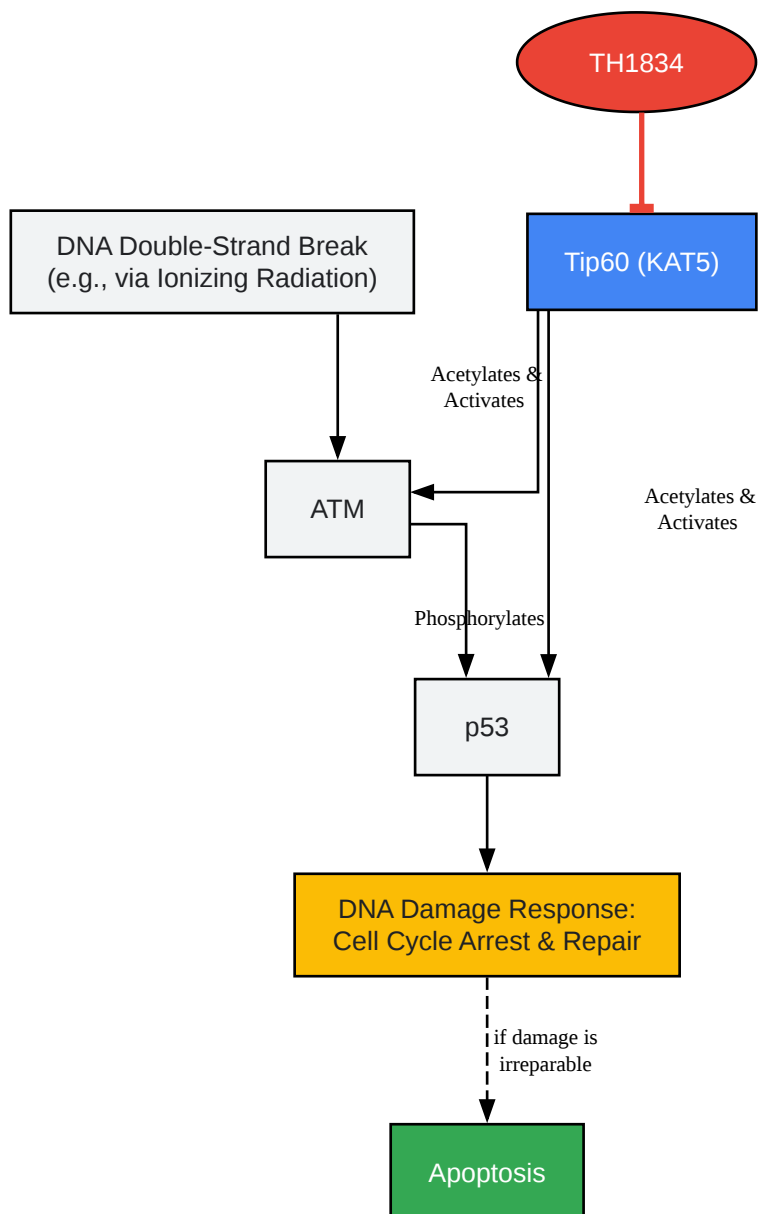 TH1834
DNA Double-Strand Break
(e.g., via Ionizing Radiation)
Tip60 (KAT5)
Acetylates &
Activates
ATM
Acetylates &
Activates
Phosphorylates
p53
DNA Damage Response:
Cell Cycle Arrest & Repair
if damage is
irreparable
Apoptosis